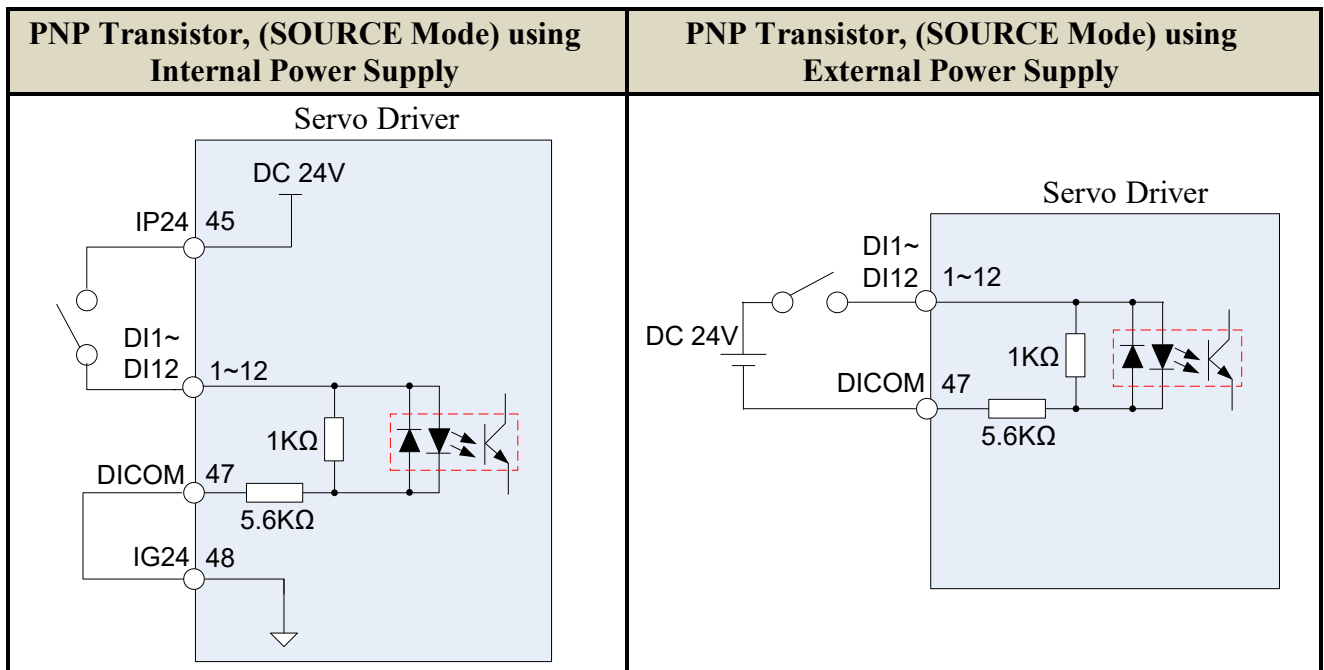 PNP Transistor, (SOURCE Mode) using
Internal Power Supply
PNP Transistor, (SOURCE Mode) using
External Power Supply
Servo Driver
DC 24V
IP24 45
DI1~
DI12 1~12
1KΩ
DICOM 47
5.6KΩ
IG24 48
Servo Driver
DI1~
DI12 1~12
DC 24V
1KΩ
DICOM 47
5.6KΩ